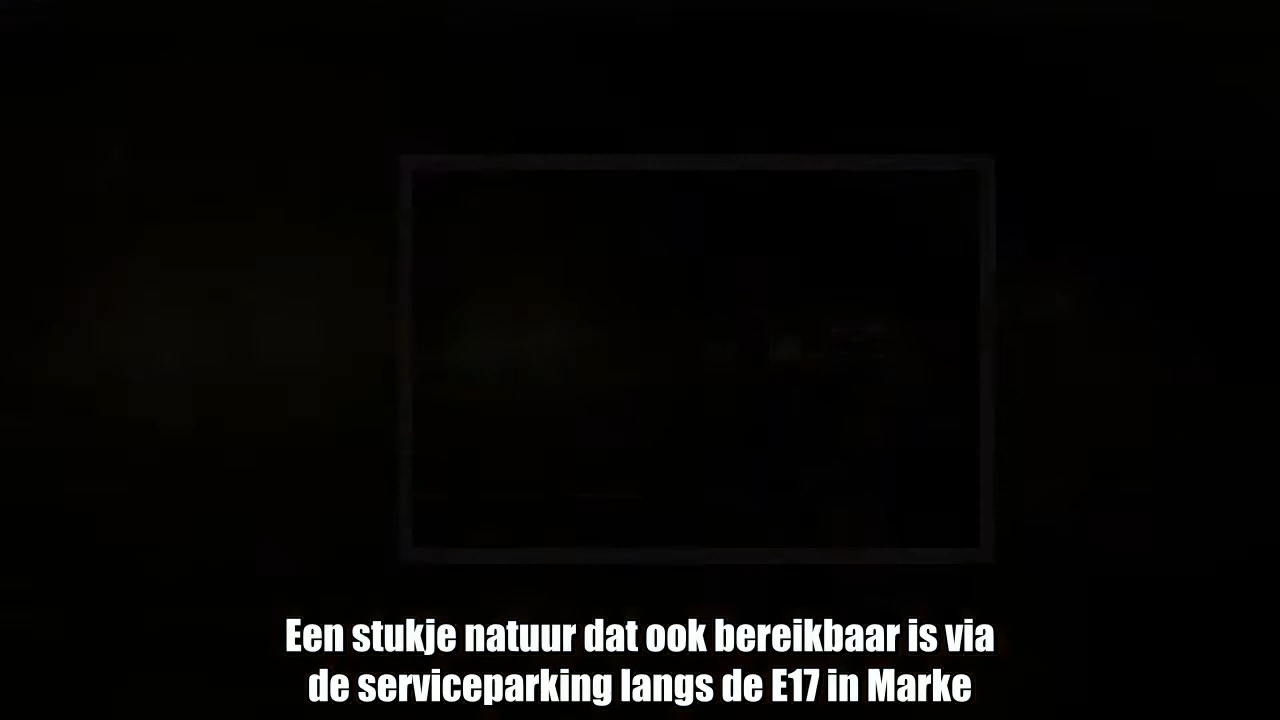 Een stukje natuur dat ook bereikbaar is via
de serviceparking langs de E17 in Marke